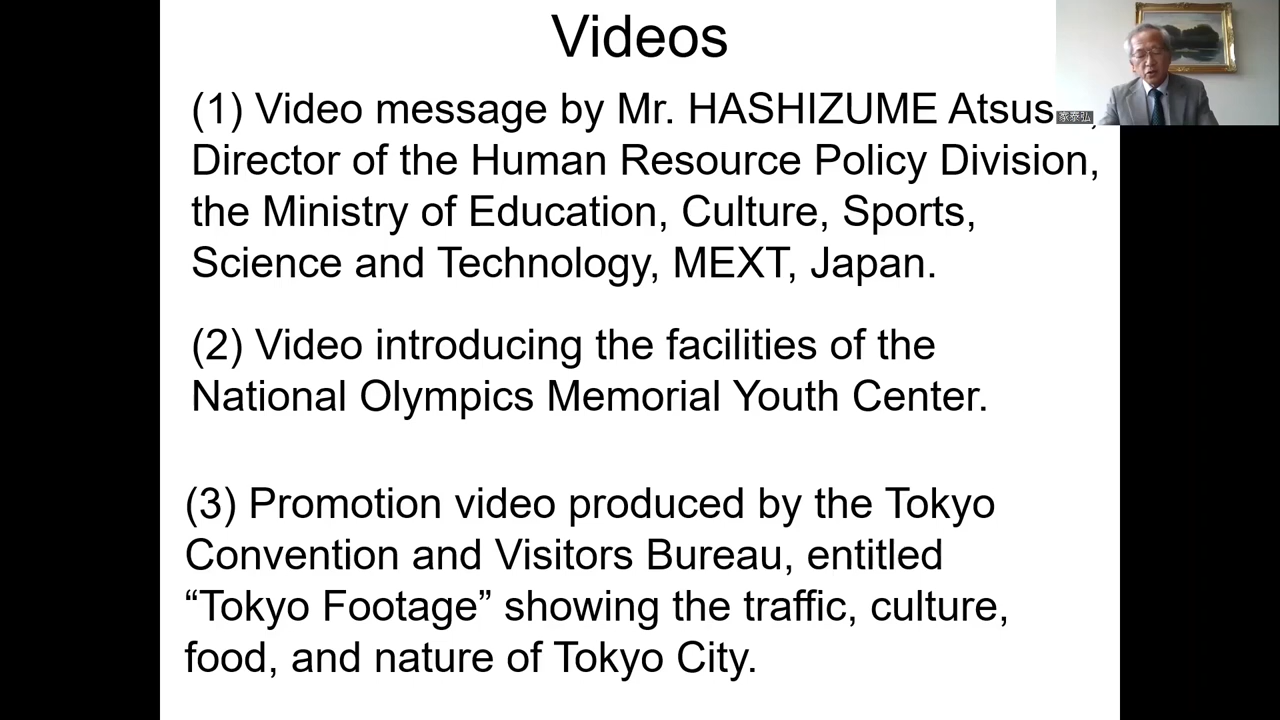 Videos
(1) Video message by Mr. HASHIZUME
Director of the Human Resource Policy Division,
the Ministry of Education, Culture, Sports,
Science and Technology, MEXT, Japan.
家泰弘
(2) Video introducing the facilities of the
National Olympics Memorial Youth Center.
(3) Promotion video produced by the Tokyo
Convention and Visitors Bureau, entitled
“Tokyo Footage” showing the traffic, culture,
food, and nature of Tokyo City.